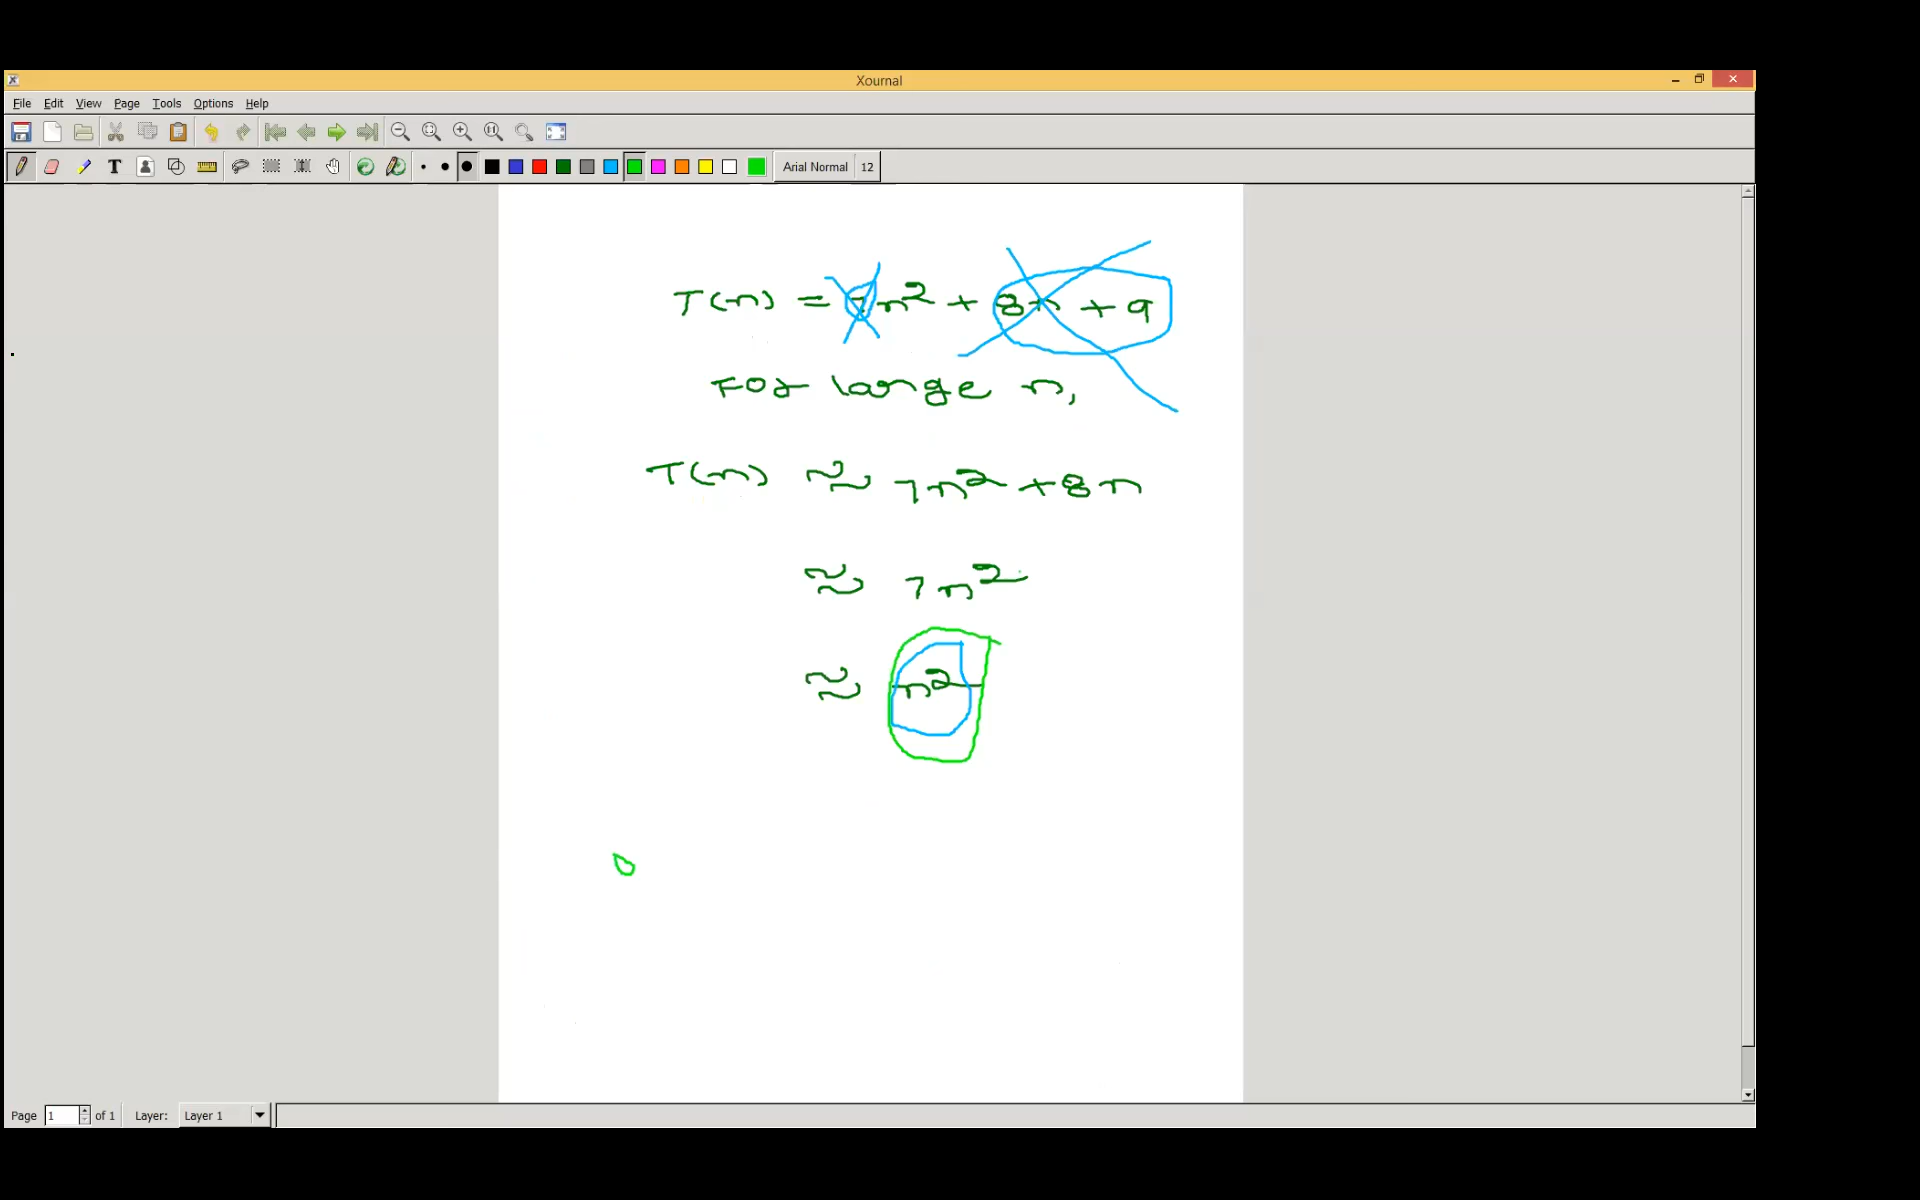 Xournal
File Edit View Page Tools Options Help
T Arial Normal 12
T(n) = 7n² + 8n + 9
For large n,
T(n) ≈ 7n² + 8n
≈ 7n²
≈ n²
Page 1 of 1 Layer: Layer 1